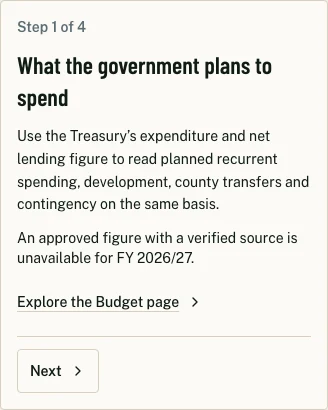 Step 1 of 4
What the government plans to
spend
Use the Treasury’s expenditure and net
lending figure to read planned recurrent
spending, development, county transfers and
contingency on the same basis.
An approved figure with a verified source is
unavailable for FY 2026/27.
Explore the Budget page
Next